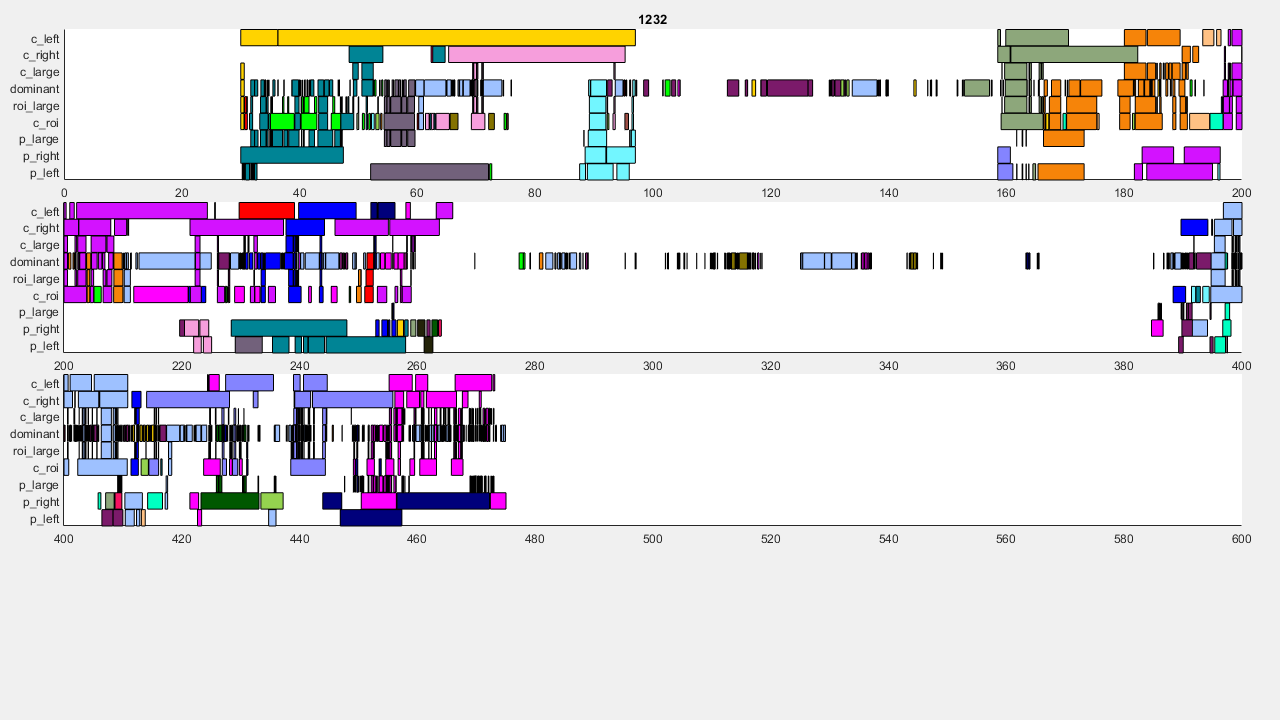 1232
c_left
c_right
c_large
dominant
roi_large
c_roi
p_large
p_right
p_left
0 20 40 60 80 100 120 140 160 180 200
c_left
c_right
c_large
dominant
roi_large
c_roi
p_large
p_right
p_left
200 220 240 260 280 300 320 340 360 380 400
c_left
c_right
c_large
dominant
roi_large
c_roi
p_large
p_right
p_left
400 420 440 460 480 500 520 540 560 580 600